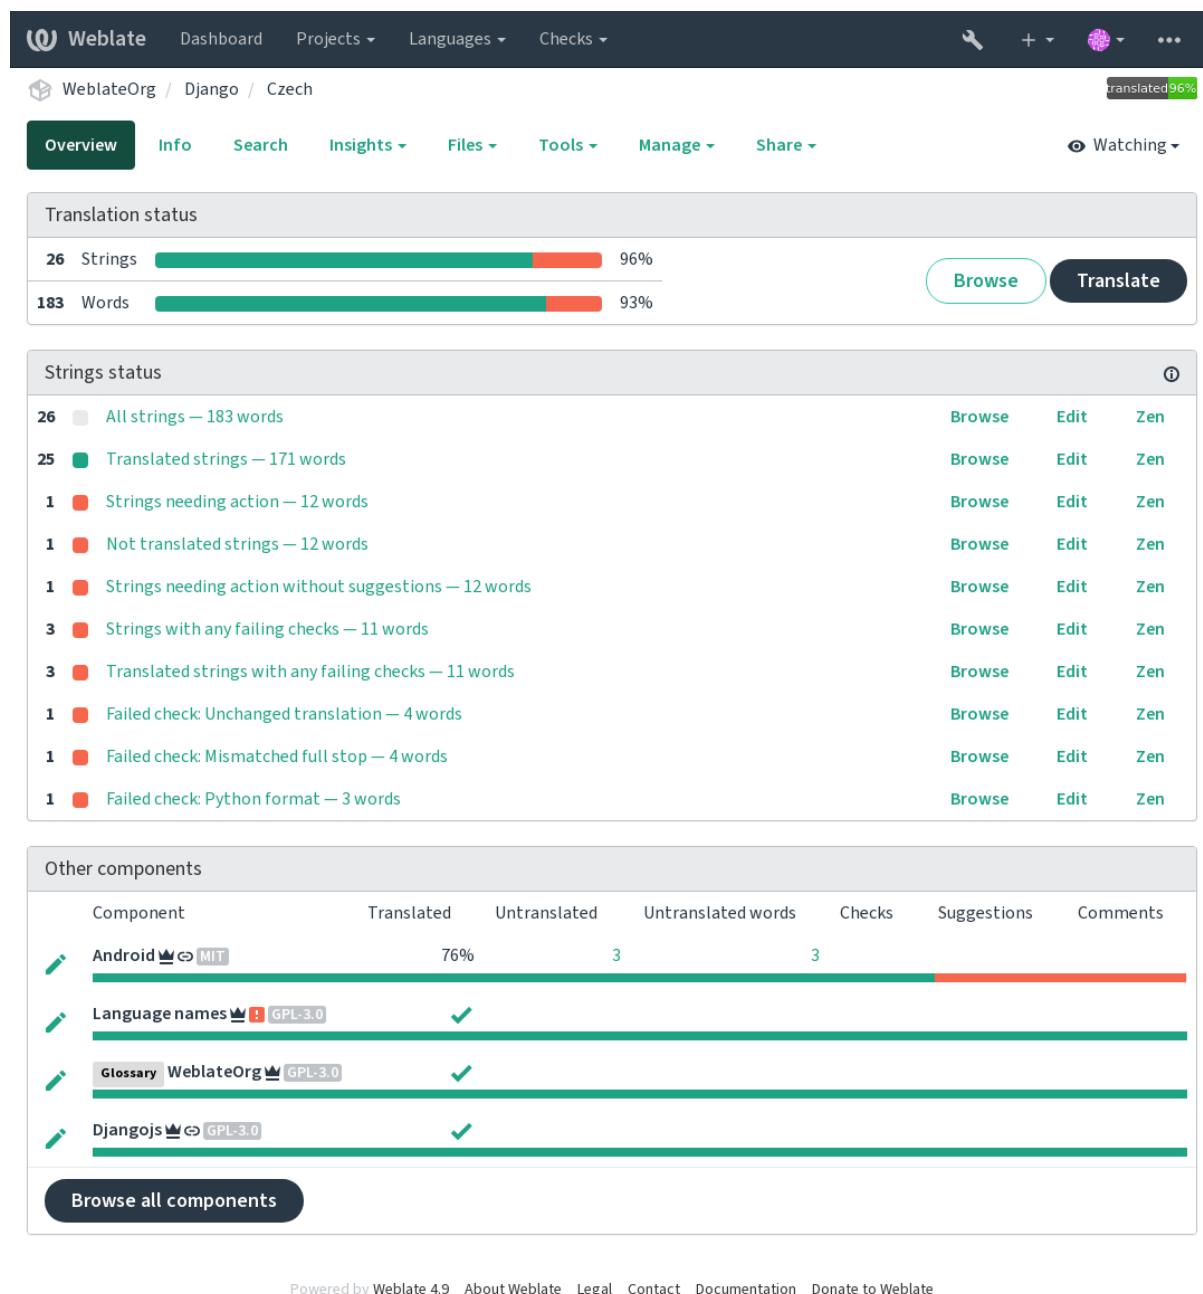 Weblate Dashboard Projects Languages Checks
WeblateOrg / Django / Czech translated 96%
Overview Info Search Insights Files Tools Manage Share Watching
Translation status
26 Strings 96%
183 Words 93%
Browse Translate
Strings status
26 All strings — 183 words Browse Edit Zen
25 Translated strings — 171 words Browse Edit Zen
1 Strings needing action — 12 words Browse Edit Zen
1 Not translated strings — 12 words Browse Edit Zen
1 Strings needing action without suggestions — 12 words Browse Edit Zen
3 Strings with any failing checks — 11 words Browse Edit Zen
3 Translated strings with any failing checks — 11 words Browse Edit Zen
1 Failed check: Unchanged translation — 4 words Browse Edit Zen
1 Failed check: Mismatched full stop — 4 words Browse Edit Zen
1 Failed check: Python format — 3 words Browse Edit Zen
Other components
Component Translated Untranslated Untranslated words Checks Suggestions Comments
Android MIT 76% 3 3
Language names GPL-3.0
Glossary WeblateOrg GPL-3.0
Djangojs GPL-3.0
Browse all components
Powered by Weblate 4.9 About Weblate Legal Contact Documentation Donate to Weblate